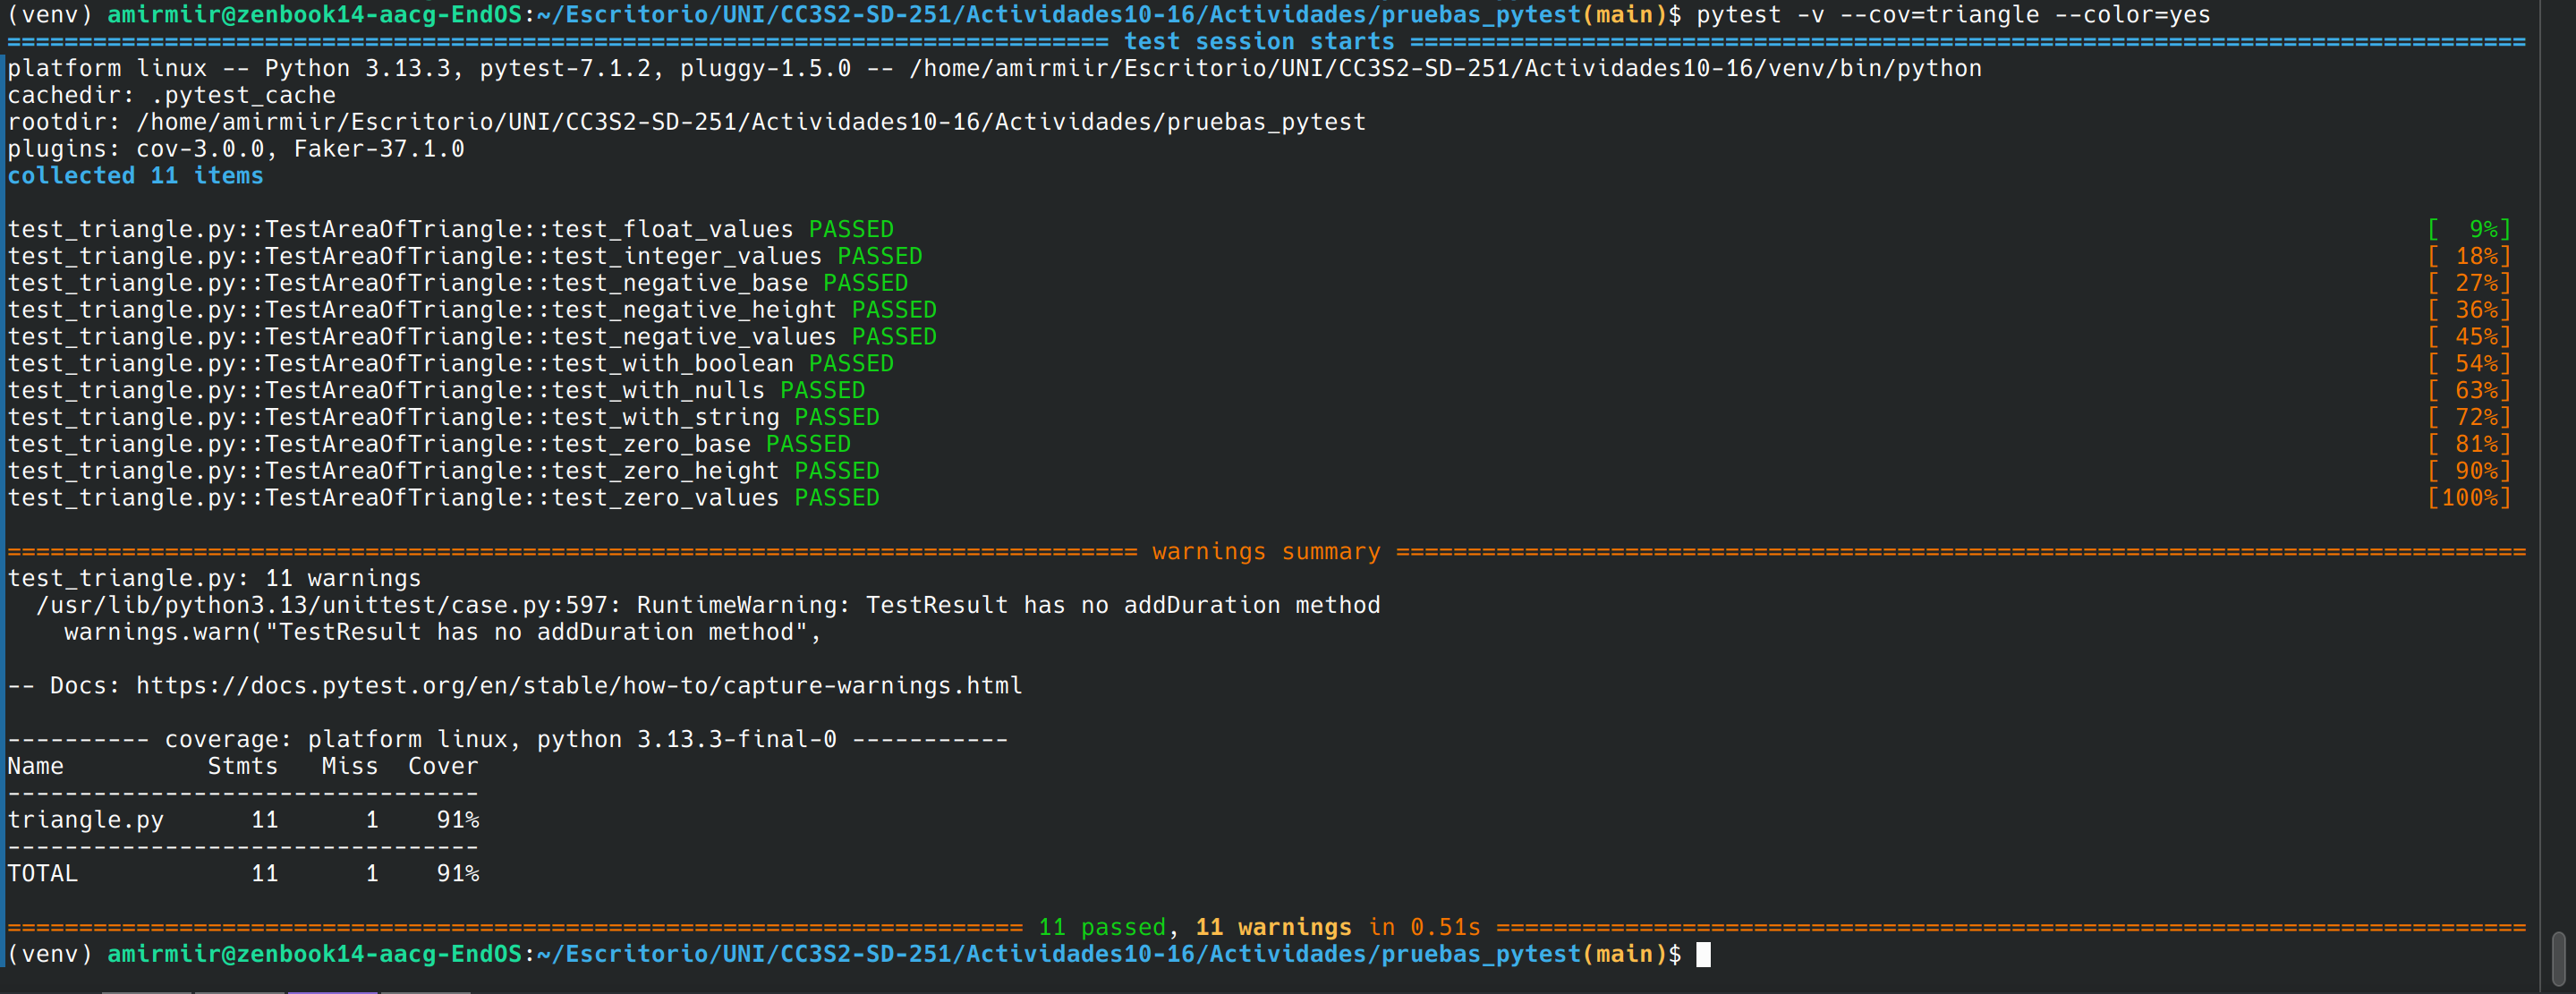 (venv) amirmiir@zenbook14-aacg-EndOS:~/Escritorio/UNI/CC3S2-SD-251/Actividades10-16/Actividades/pruebas_pytest(main)$ pytest -v --cov=triangle --color=yes
============================================================================= test session starts ==============================================================================
platform linux -- Python 3.13.3, pytest-7.1.2, pluggy-1.5.0 -- /home/amirmiir/Escritorio/UNI/CC3S2-SD-251/Actividades10-16/venv/bin/python
cachedir: .pytest_cache
rootdir: /home/amirmiir/Escritorio/UNI/CC3S2-SD-251/Actividades10-16/Actividades/pruebas_pytest
plugins: cov-3.0.0, Faker-37.1.0
collected 11 items
test_triangle.py::TestAreaOfTriangle::test_float_values PASSED [  9%]
test_triangle.py::TestAreaOfTriangle::test_integer_values PASSED [ 18%]
test_triangle.py::TestAreaOfTriangle::test_negative_base PASSED [ 27%]
test_triangle.py::TestAreaOfTriangle::test_negative_height PASSED [ 36%]
test_triangle.py::TestAreaOfTriangle::test_negative_values PASSED [ 45%]
test_triangle.py::TestAreaOfTriangle::test_with_boolean PASSED [ 54%]
test_triangle.py::TestAreaOfTriangle::test_with_nulls PASSED [ 63%]
test_triangle.py::TestAreaOfTriangle::test_with_string PASSED [ 72%]
test_triangle.py::TestAreaOfTriangle::test_zero_base PASSED [ 81%]
test_triangle.py::TestAreaOfTriangle::test_zero_height PASSED [ 90%]
test_triangle.py::TestAreaOfTriangle::test_zero_values PASSED [100%]
=============================================================================== warnings summary ===============================================================================
test_triangle.py: 11 warnings
  /usr/lib/python3.13/unittest/case.py:597: RuntimeWarning: TestResult has no addDuration method
    warnings.warn("TestResult has no addDuration method",
-- Docs: https://docs.pytest.org/en/stable/how-to/capture-warnings.html
---------- coverage: platform linux, python 3.13.3-final-0 -----------
Name          Stmts   Miss  Cover
---------------------------------
triangle.py      11      1    91%
---------------------------------
TOTAL            11      1    91%
======================================================================= 11 passed, 11 warnings in 0.51s ========================================================================
(venv) amirmiir@zenbook14-aacg-EndOS:~/Escritorio/UNI/CC3S2-SD-251/Actividades10-16/Actividades/pruebas_pytest(main)$